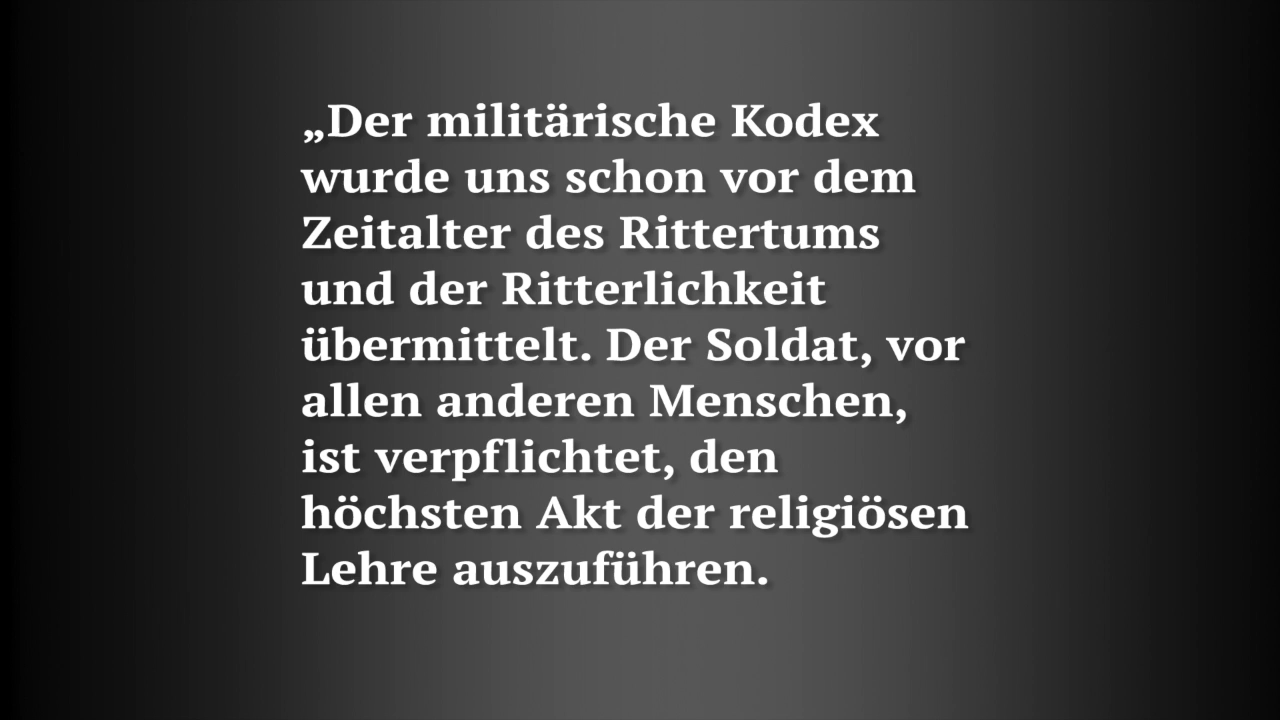 „Der militärische Kodex
wurde uns schon vor dem
Zeitalter des Rittertums
und der Ritterlichkeit
übermittelt. Der Soldat, vor
allen anderen Menschen,
ist verpflichtet, den
höchsten Akt der religiösen
Lehre auszuführen.